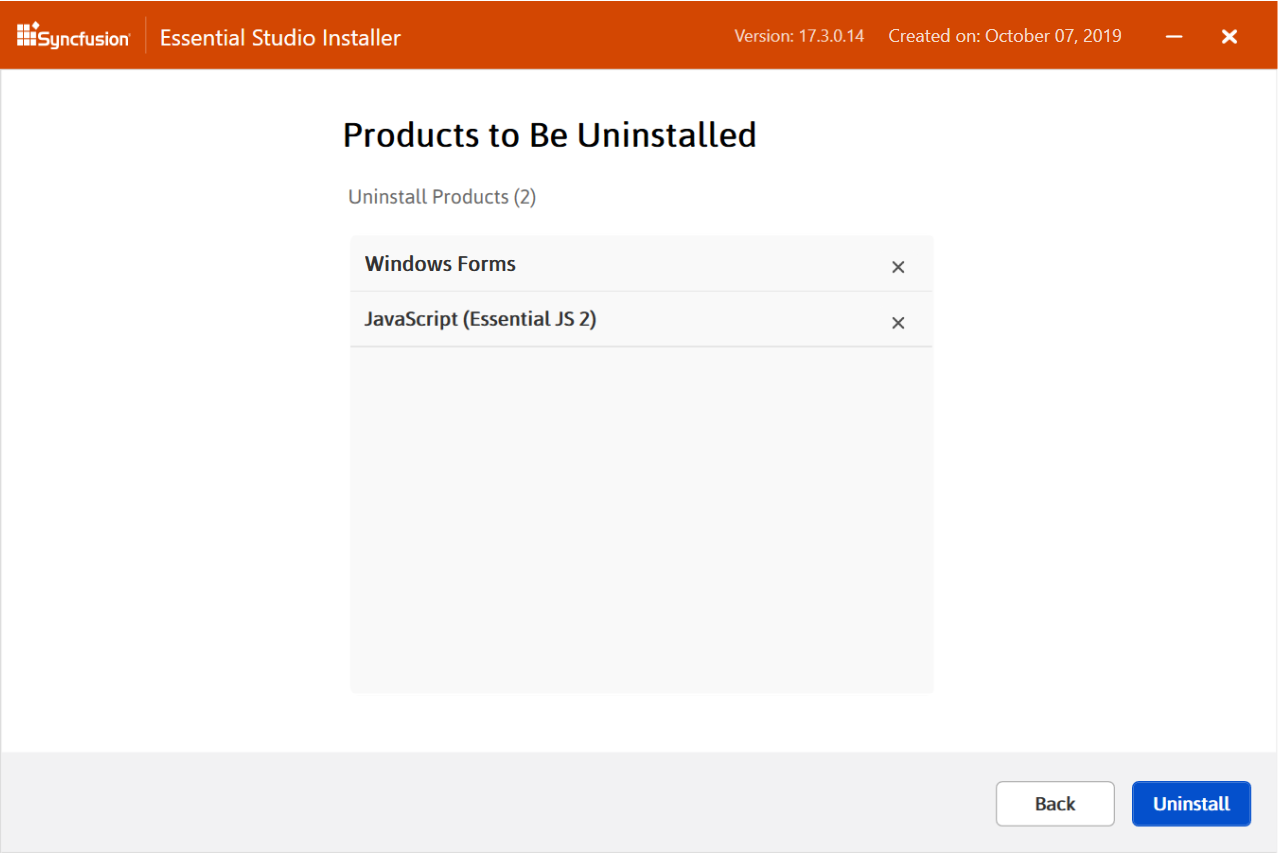 Syncfusion Essential Studio Installer Version: 17.3.0.14 Created on: October 07, 2019
Products to Be Uninstalled
Uninstall Products (2)
Windows Forms
JavaScript (Essential JS 2)
Back Uninstall